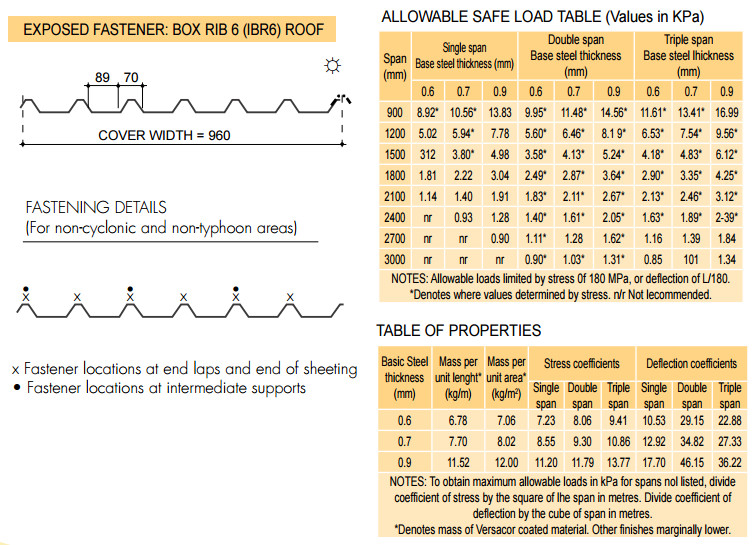 EXPOSED FASTENER: BOX RIB 6 (IBR6) ROOF
89 70
COVER WIDTH = 960
FASTENING DETAILS
(For non-cyclonic and non-typhoon areas)
x x x x x x
x Fastener locations at end laps and end of sheeting
• Fastener locations at intermediate supports
ALLOWABLE SAFE LOAD TABLE (Values in KPa)
Span (mm) Single span Base steel thickness (mm) Double span Base steel thickness (mm) Triple span Base steel lhickness (mm)
0.6 0.7 0.9 0.6 0.7 0.9 0.6 0.7 0.9
900 8.92* 10.56* 13.83 9.95* 11.48* 14.56* 11.61* 13.41* 16.99
1200 5.02 5.94* 7.78 5.60* 6.46* 8.1 9* 6.53* 7.54* 9.56*
1500 312 3.80* 4.98 3.58* 4.13* 5.24* 4.18* 4.83* 6.12*
1800 1.81 2.22 3.04 2.49* 2.87* 3.64* 2.90* 3.35* 4.25*
2100 1.14 1.40 1.91 1.83* 2.11* 2.67* 2.13* 2.46* 3.12*
2400 nr 0.93 1.28 1.40* 1.61* 2.05* 1.63* 1.89* 2-39*
2700 nr nr 0.90 1.11* 1.28 1.62* 1.16 1.39 1.84
3000 nr nr nr 0.90* 1.03* 1.31* 0.85 101 1.34
NOTES: Allowable loads limited by stress 0f 180 MPa, or deflection of L/180.
*Denotes where values determined by stress. n/r Not lecommended.
TABLE OF PROPERTIES
Basic Steel thickness (mm) Mass per unit lenght* (kg/m) Mass per unit area* (kg/m²) Stress coefficients Deflection coefficients
Single span Double span Triple span Single span Double span Triple span
0.6 6.78 7.06 7.23 8.06 9.41 10.53 29.15 22.88
0.7 7.70 8.02 8.55 9.30 10.86 12.92 34.82 27.33
0.9 11.52 12.00 11.20 11.79 13.77 17.70 46.15 36.22
NOTES: To obtain maximum allowable loads in kPa for spans nol listed, divide
coefficient of stress by the square of lhe span in metres. Divide coefficient of
deflection by the cube of span in metres.
*Denotes mass of Versacor coated material. Other finishes marginally lower.